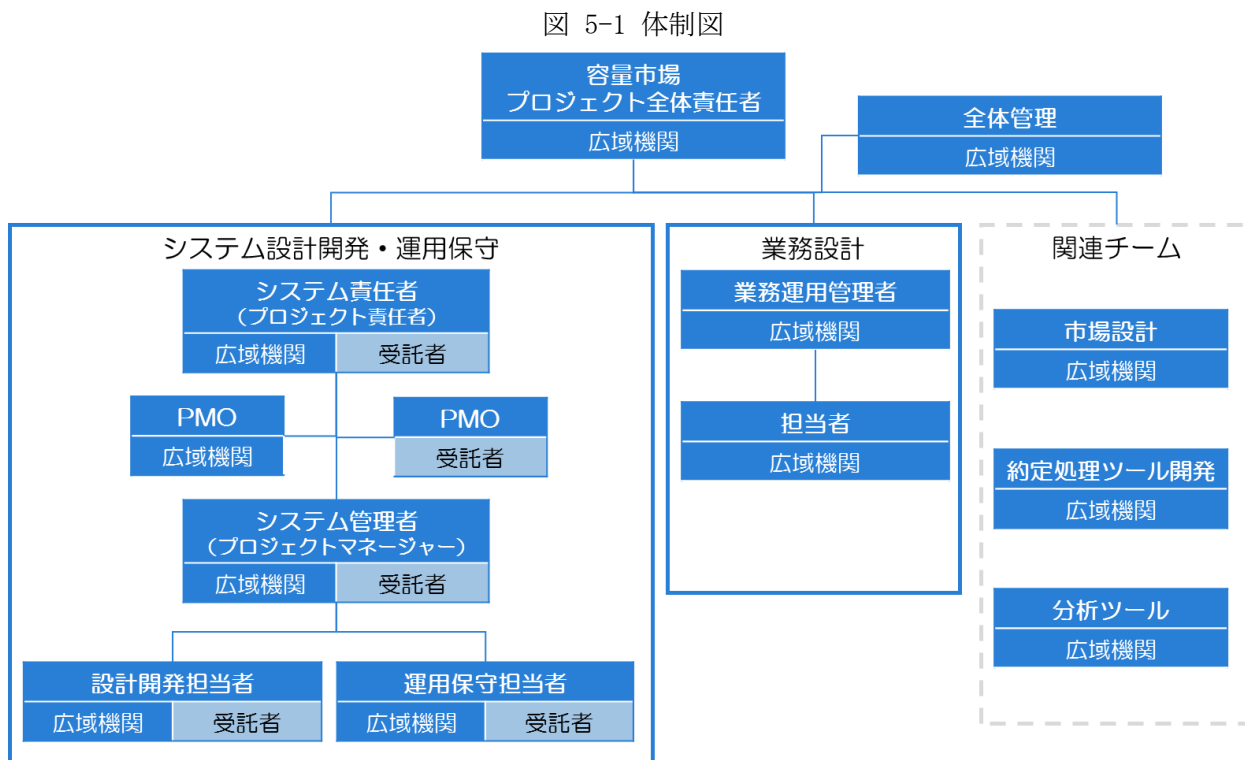 図 5-1 体制図
容量市場
プロジェクト全体責任者
広域機関
全体管理
広域機関
システム設計開発・運用保守
システム責任者
（プロジェクト責任者）
広域機関 受託者
PMO
広域機関
PMO
受託者
システム管理者
（プロジェクトマネージャー）
広域機関 受託者
設計開発担当者
広域機関 受託者
運用保守担当者
広域機関 受託者
業務設計
業務運用管理者
広域機関
担当者
広域機関
関連チーム
市場設計
広域機関
約定処理ツール開発
広域機関
分析ツール
広域機関